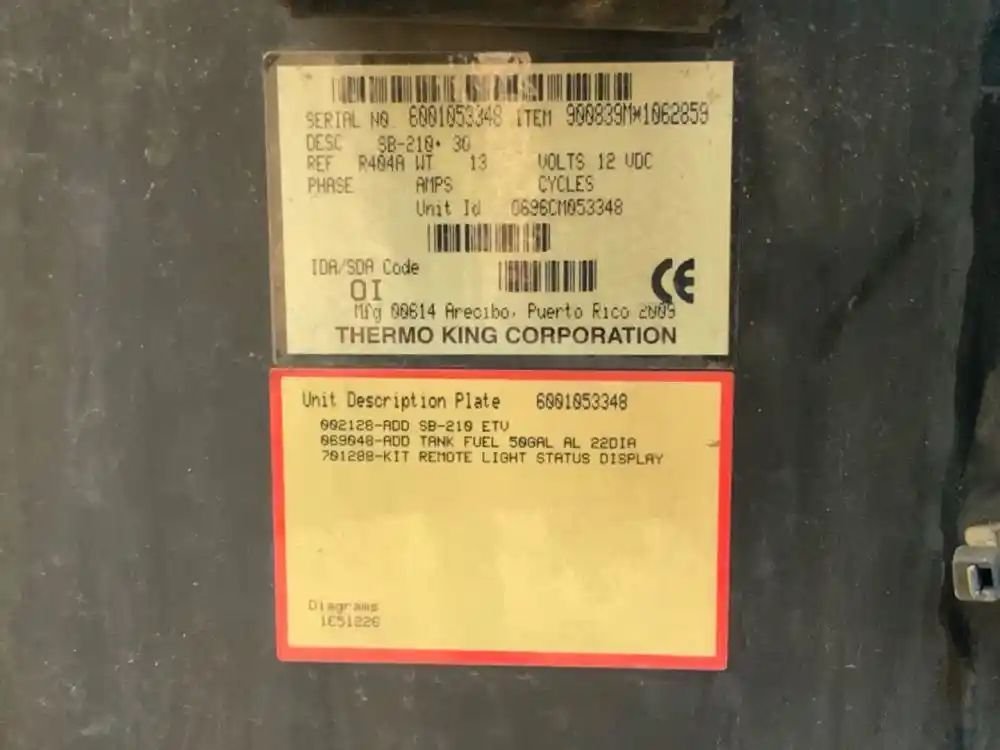 SERIAL NO. 6001053348 ITEM 900839M*1062859
DESC SB-210+ 30
REF R404A WT 13 VOLTS 12 VDC
PHASE AMPS CYCLES
Unit Id 0696CM053348
IDA/SDA Code
OI
CE
Mfg 00614 Arecibo, Puerto Rico 2009
THERMO KING CORPORATION
Unit Description Plate 6001053348
002128-ADD SB-210 ETV
069048-ADD TANK FUEL 50GAL AL 22DIA
701288-KIT REMOTE LIGHT STATUS DISPLAY
Diagrams
1E51226